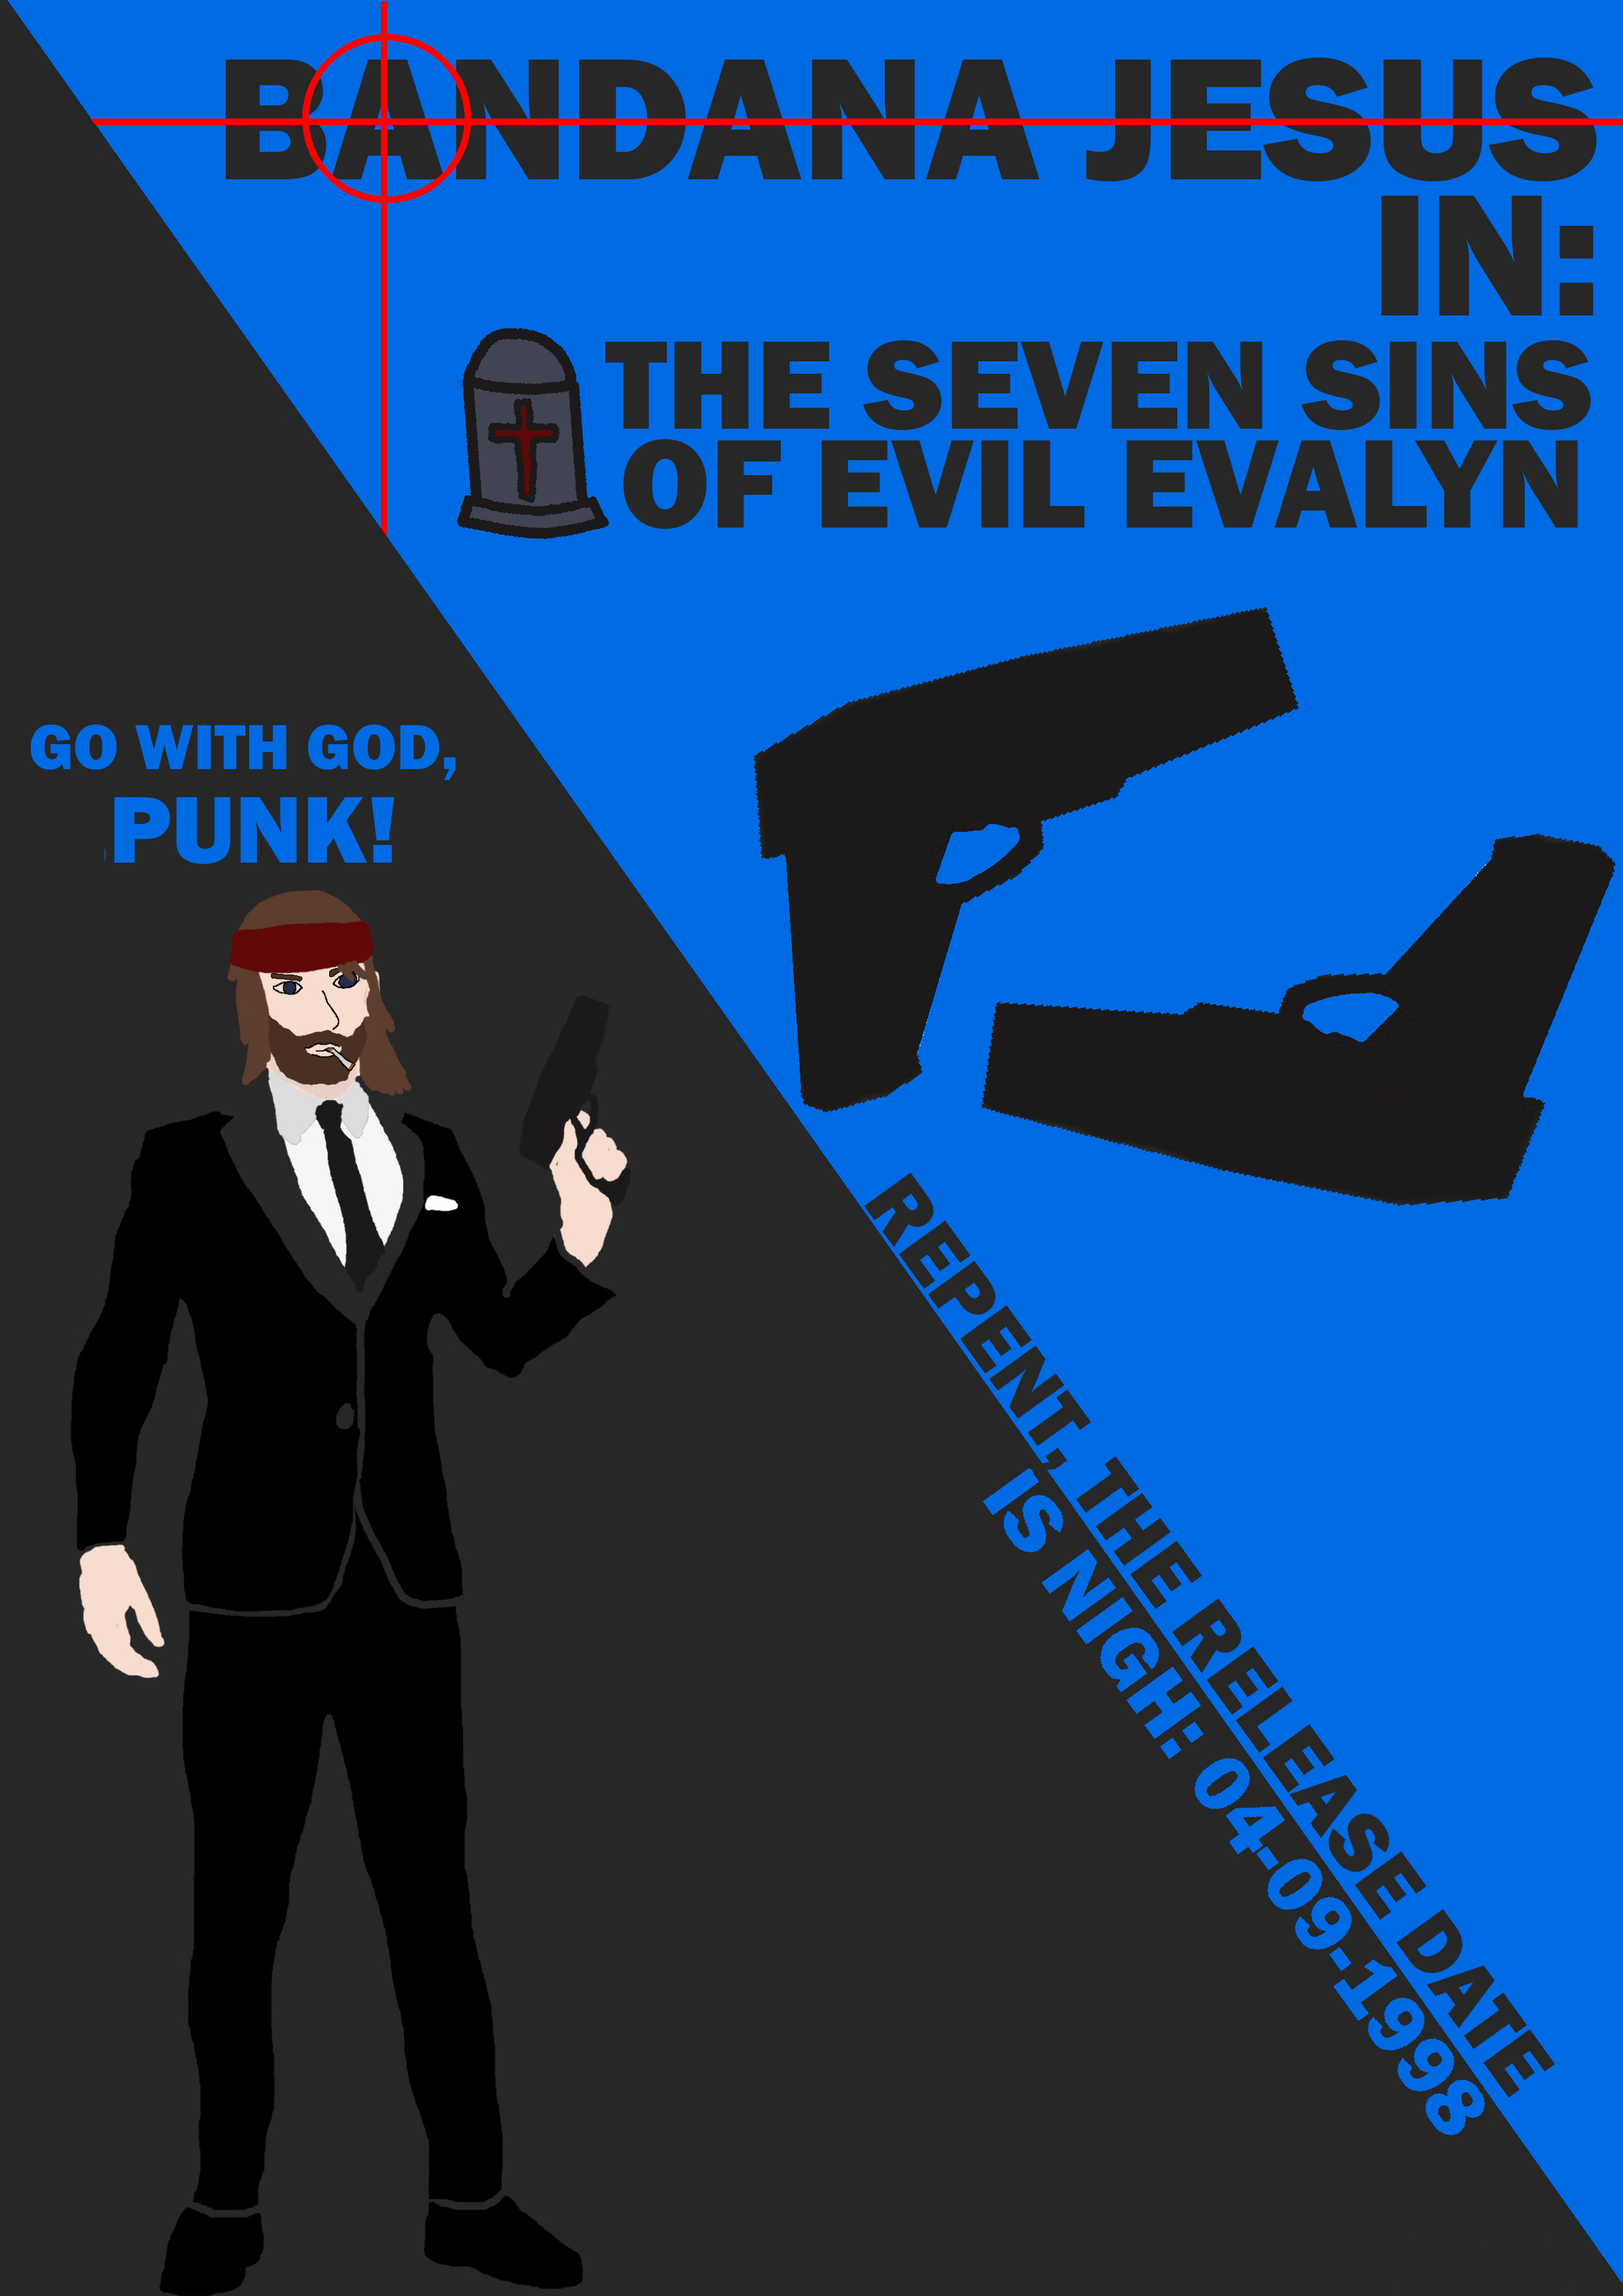 BANDANA JESUS
IN:
THE SEVEN SINS
OF EVIL EVALYN
GO WITH GOD,
PUNK!
REPENT, THE RELEASE DATE
IS NIGH: 04-09-1998